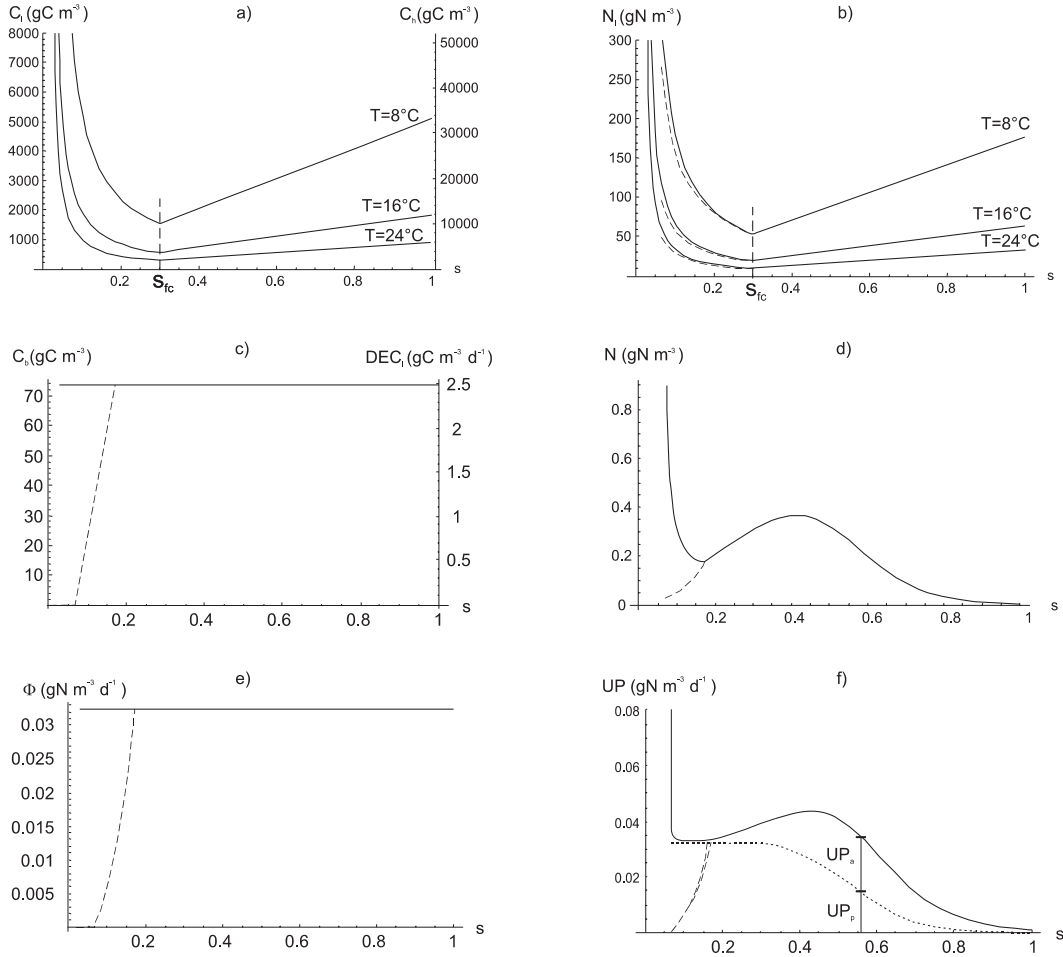 C_l (gC m⁻³) a) C_h (gC m⁻³)
8000
7000
6000
5000
4000
3000
2000
1000
50000
40000
30000
20000
10000
0
T=8°C
T=16°C
T=24°C
0.2 0.4 0.6 0.8 1 s
S_fc
N_l (gN m⁻³) b)
300
250
200
150
100
50
T=8°C
T=16°C
T=24°C
0.2 0.4 0.6 0.8 1 s
S_fc
C_b (gC m⁻³) c) DEC_l (gC m⁻³ d⁻¹)
70
60
50
40
30
20
10
2.5
2
1.5
1
0.5
0.2 0.4 0.6 0.8 1 s
N (gN m⁻³) d)
0.8
0.6
0.4
0.2
0
0.2 0.4 0.6 0.8 1 s
Φ (gN m⁻³ d⁻¹) e)
0.03
0.025
0.02
0.015
0.01
0.005
0.2 0.4 0.6 0.8 1 s
UP (gN m⁻³ d⁻¹) f)
0.08
0.06
0.04
0.02
UP_a
UP_p
0.2 0.4 0.6 0.8 1 s